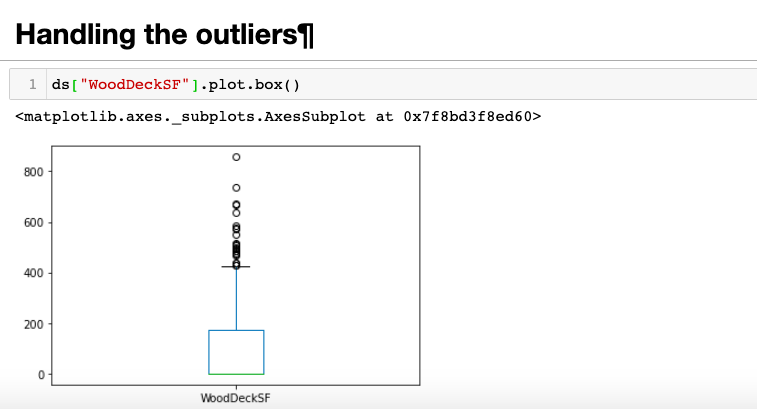 Handling the outliers¶
1 ds["WoodDeckSF"].plot.box()
<matplotlib.axes._subplots.AxesSubplot at 0x7f8bd3f8ed60>
800
600
400
200
0
WoodDeckSF